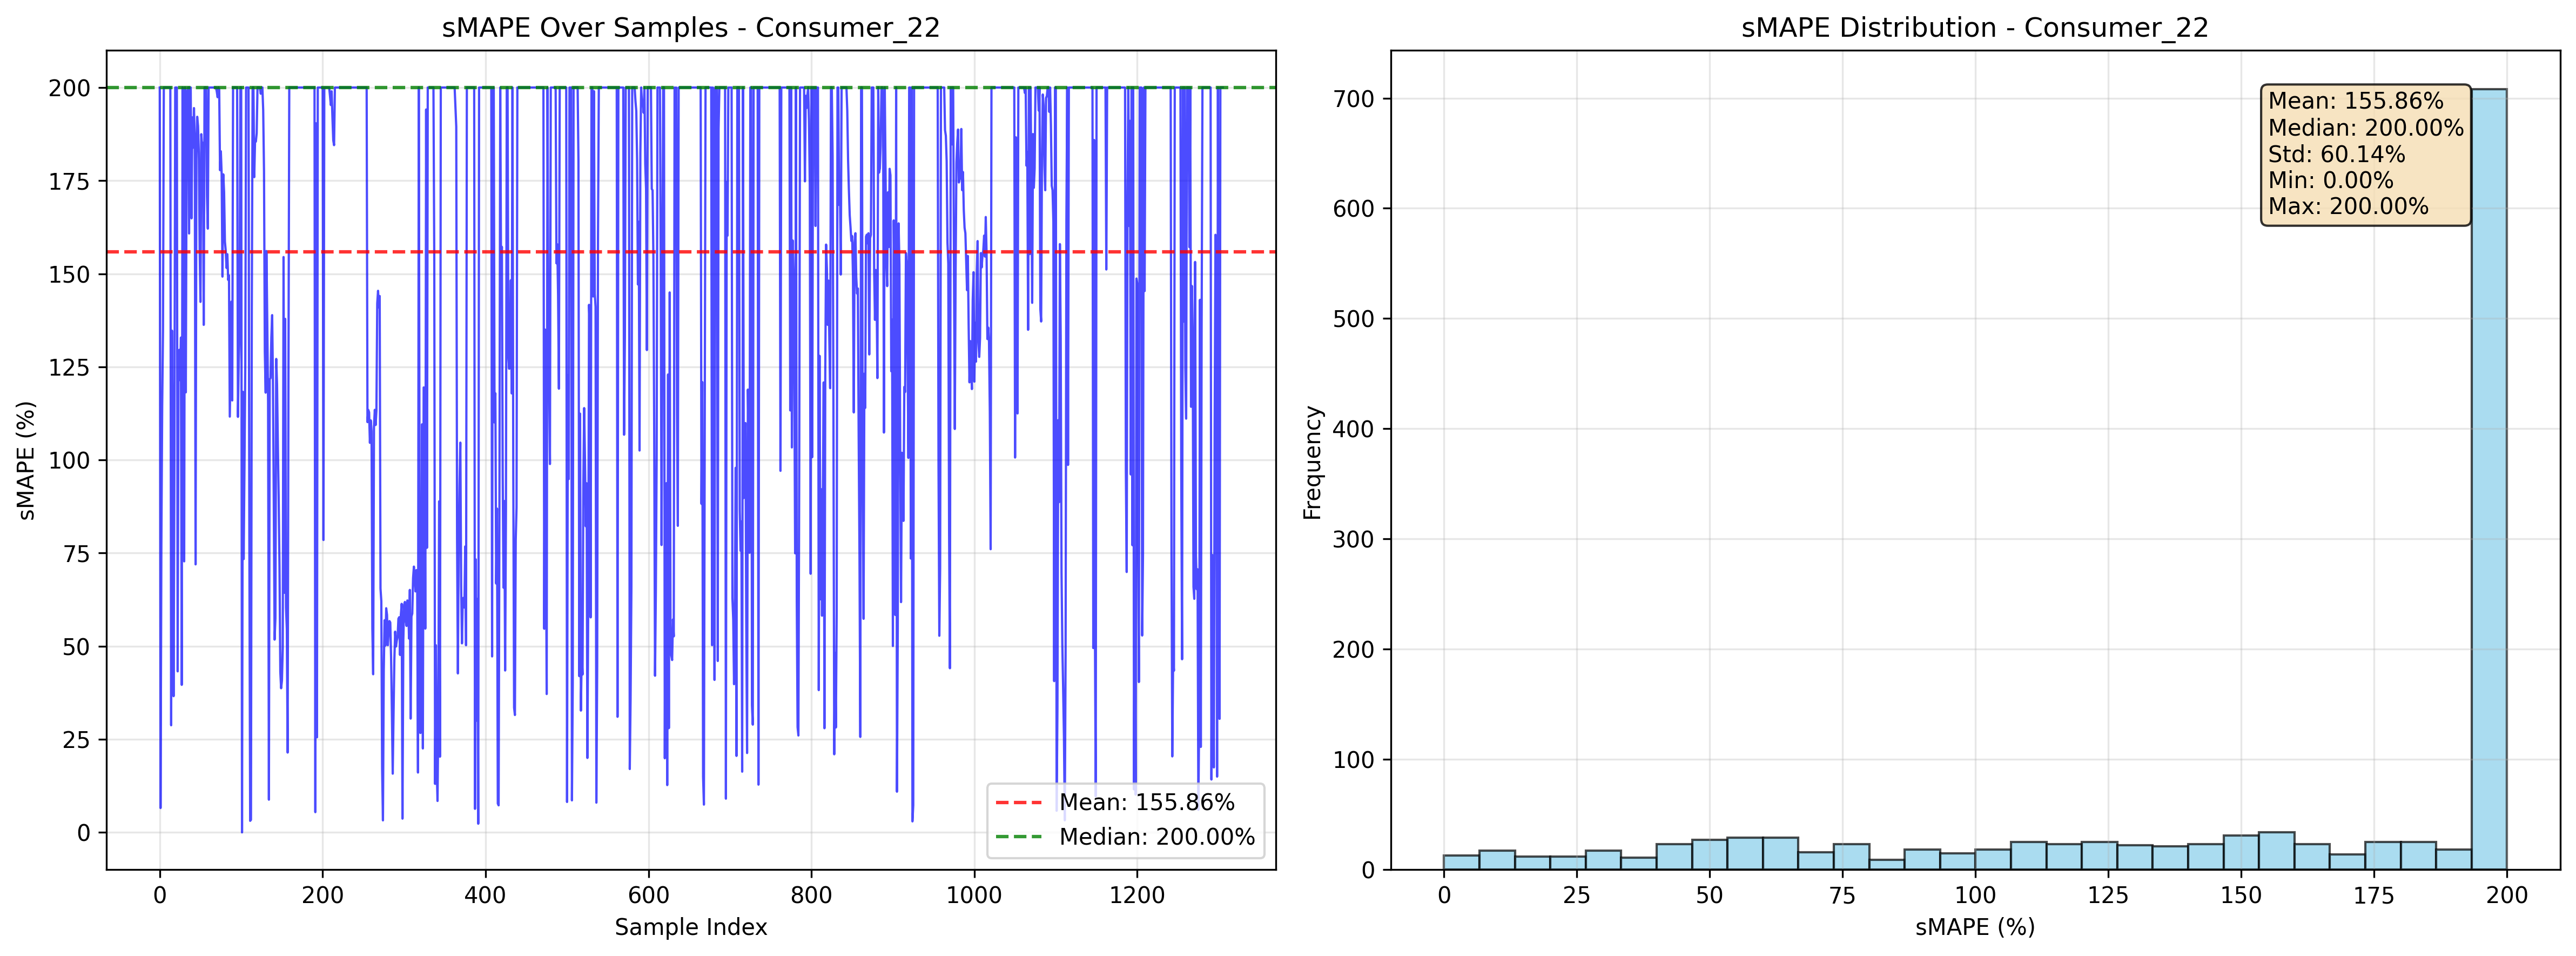 sMAPE Over Samples - Consumer_22
sMAPE (%)
200
175
150
125
100
75
50
25
0
0 200 400 600 800 1000 1200
Sample Index
Mean: 155.86%
Median: 200.00%
sMAPE Distribution - Consumer_22
Frequency
700
600
500
400
300
200
100
0
Mean: 155.86%
Median: 200.00%
Std: 60.14%
Min: 0.00%
Max: 200.00%
0 25 50 75 100 125 150 175 200
sMAPE (%)